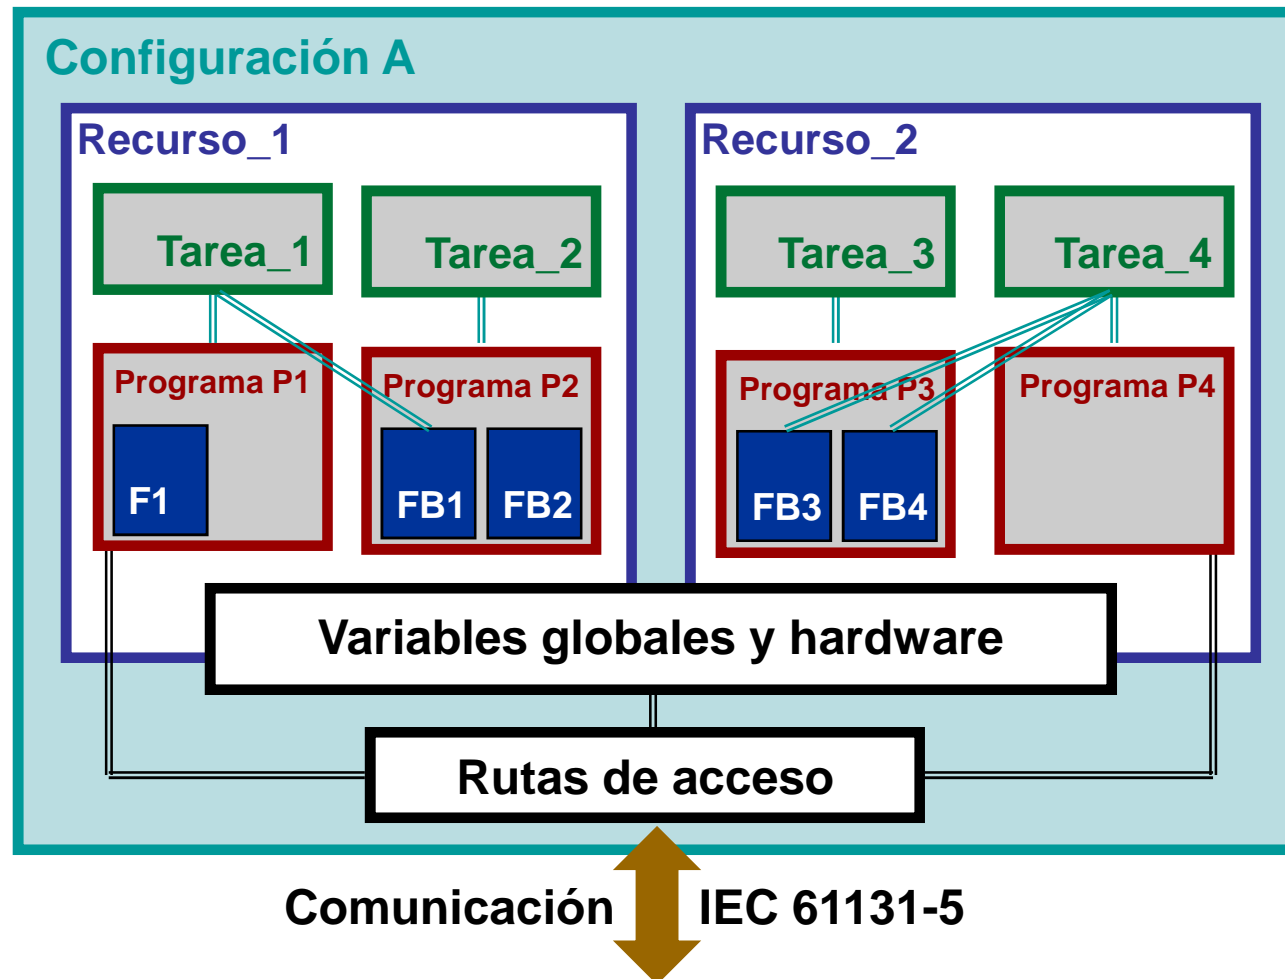 Configuración A
Recurso_1
Recurso_2
Tarea_1
Tarea_2
Tarea_3
Tarea_4
Programa P1
Programa P2
Programa P3
Programa P4
F1
FB1
FB2
FB3
FB4
Variables globales y hardware
Rutas de acceso
Comunicación
IEC 61131-5